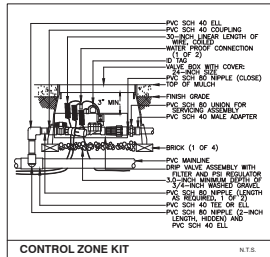 PVC SCH 40 ELL
PVC SCH 40 COUPLING
30-INCH LINEAR LENGTH OF
WIRE, COILED
WATER PROOF CONNECTION
(1 OF 2)
ID TAG
VALVE BOX WITH COVER:
24-INCH SIZE
TOP OF MULCH
FINISH GRADE
PVC SCH 80 NIPPLE (CLOSE)
PVC SCH 80 UNION FOR
SERVICING ASSEMBLY
PVC SCH 40 MALE ADAPTER
3" MIN.
BRICK (1 OF 4)
PVC MAINLINE
DRIP VALVE ASSEMBLY WITH
FILTER AND PSI REGULATOR
3.0-INCH MINIMUM DEPTH OF
3/4-INCH WASHED GRAVEL
PVC SCH 80 NIPPLE (LENGTH
AS REQUIRED, 1 OF 2)
PVC SCH 40 TEE OR ELL
PVC SCH 80 NIPPLE (2-INCH
LENGTH, HIDDEN) AND
PVC SCH 40 ELL
CONTROL ZONE KIT
N.T.S.